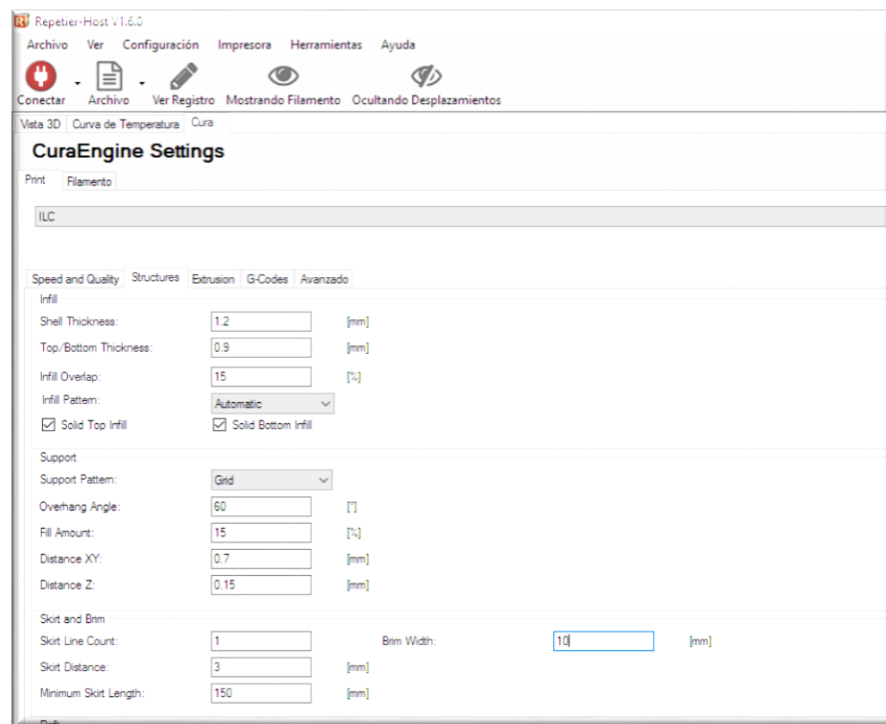 Repetier-Host V1.6.0
Archivo Ver Configuración Impresora Herramientas Ayuda
Conectar Archivo Ver Registro Mostrando Filamento Ocultando Desplazamientos
Vista 3D Curva de Temperatura Cura
CuraEngine Settings
Print Filamento
ILC
Speed and Quality Structures Extrusion G-Codes Avanzado
Infill
Shell Thickness: 1.2 [mm]
Top/Bottom Thickness: 0.9 [mm]
Infill Overlap: 15 [%]
Infill Pattern: Automatic
Solid Top Infill Solid Bottom Infill
Support
Support Pattern: Grid
Overhang Angle: 60 [°]
Fill Amount: 15 [%]
Distance XY: 0.7 [mm]
Distance Z: 0.15 [mm]
Skirt and Brim
Skirt Line Count: 1 Brim Width: 10 [mm]
Skirt Distance: 3 [mm]
Minimum Skirt Length: 150 [mm]